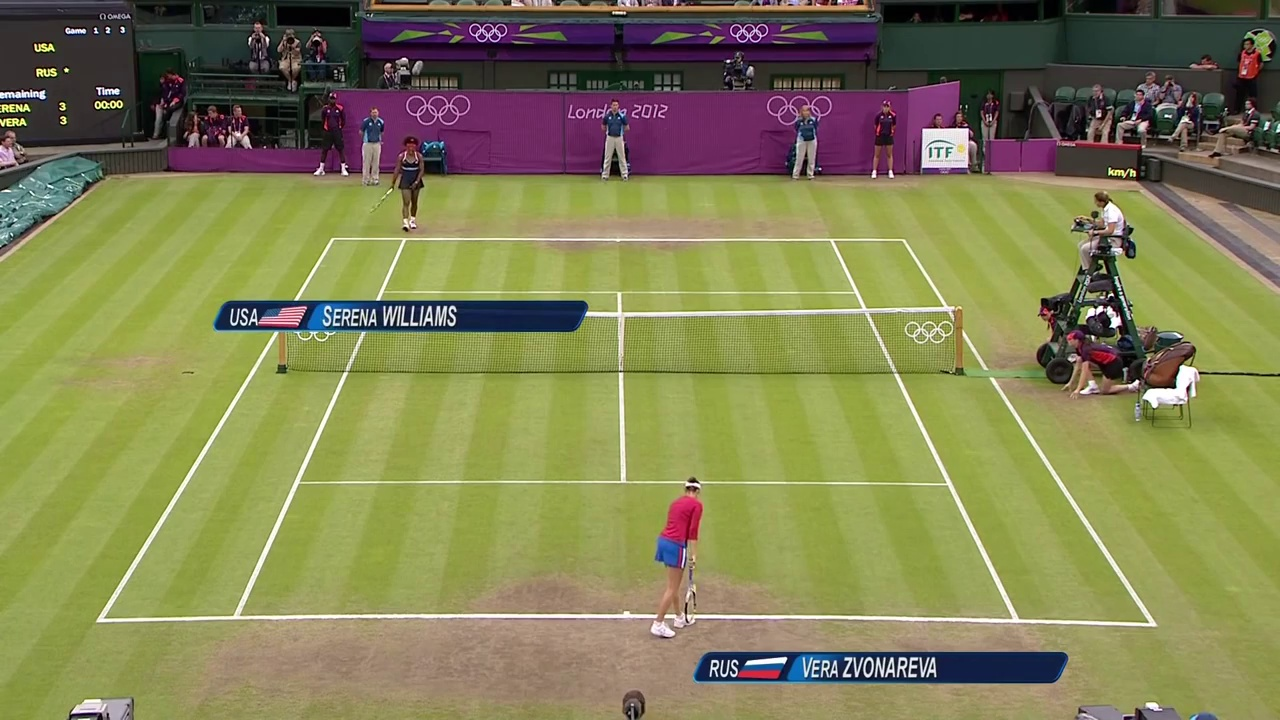 Ω OMEGA
Game 1 2 3
USA
RUS *
emaining Time
ERENA 3 00:00
VERA 3
London 2012
ITF
km/h
USA SERENA WILLIAMS
RUS VERA ZVONAREVA